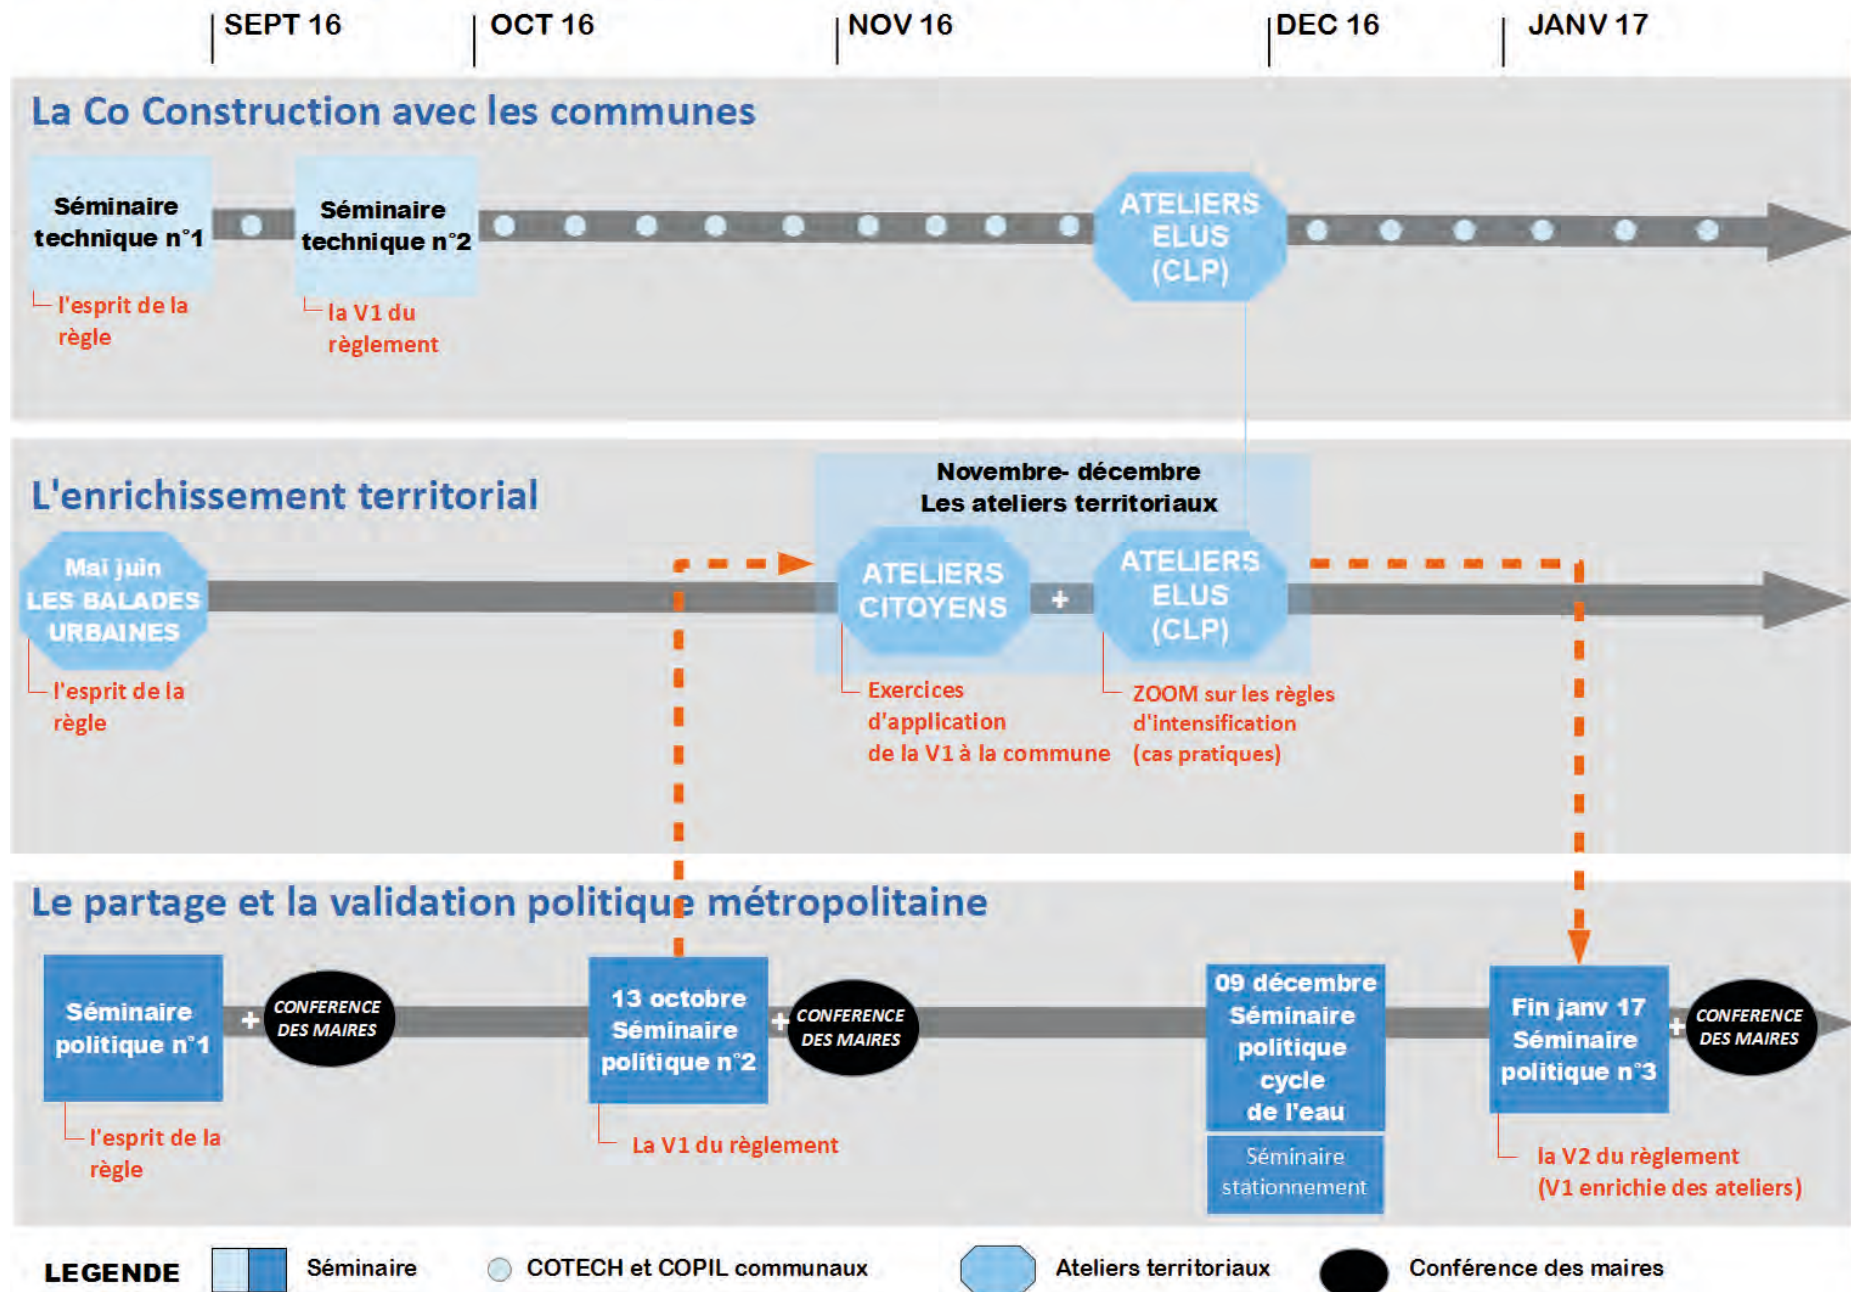 SEPT 16
OCT 16
NOV 16
DEC 16
JANV 17
La Co Construction avec les communes
Séminaire
technique n°1
Séminaire
technique n°2
ATELIERS
ELUS
(CLP)
l'esprit de la
règle
la V1 du
règlement
L'enrichissement territorial
Novembre- décembre
Les ateliers territoriaux
Mai juin
LES BALADES
URBAINES
ATELIERS
CITOYENS
+
ATELIERS
ELUS
(CLP)
l'esprit de la
règle
Exercices
d'application
de la V1 à la commune
ZOOM sur les règles
d'intensification
(cas pratiques)
Le partage et la validation politique métropolitaine
Séminaire
politique n°1
+
CONFERENCE
DES MAIRES
13 octobre
Séminaire
politique n°2
+
CONFERENCE
DES MAIRES
09 décembre
Séminaire
politique
cycle
de l'eau
Séminaire
stationnement
Fin janv 17
Séminaire
politique n°3
+
CONFERENCE
DES MAIRES
l'esprit de la
règle
La V1 du règlement
la V2 du règlement
(V1 enrichie des ateliers)
LEGENDE
Séminaire
COTECH et COPIL communaux
Ateliers territoriaux
Conférence des maires